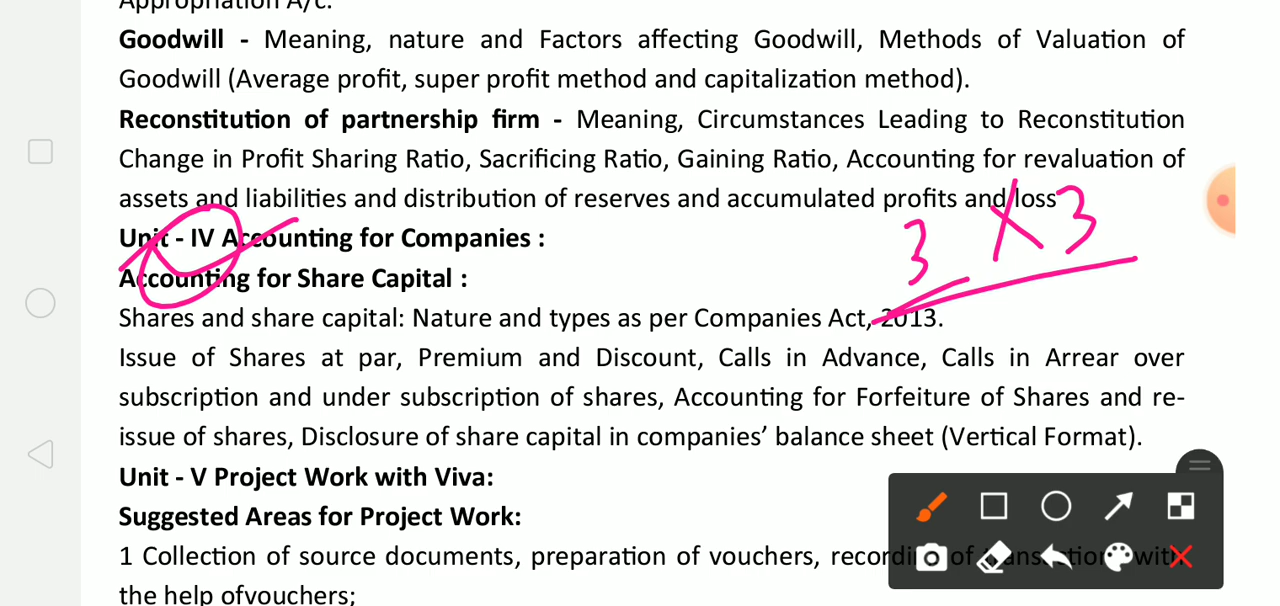 Appropriation A/c.
Goodwill - Meaning, nature and Factors affecting Goodwill, Methods of Valuation of
Goodwill (Average profit, super profit method and capitalization method).
Reconstitution of partnership firm - Meaning, Circumstances Leading to Reconstitution
Change in Profit Sharing Ratio, Sacrificing Ratio, Gaining Ratio, Accounting for revaluation of
assets and liabilities and distribution of reserves and accumulated profits and loss
3 X 3
Unit - IV Accounting for Companies :
Accounting for Share Capital :
Shares and share capital: Nature and types as per Companies Act, 2013.
Issue of Shares at par, Premium and Discount, Calls in Advance, Calls in Arrear over
subscription and under subscription of shares, Accounting for Forfeiture of Shares and re-
issue of shares, Disclosure of share capital in companies’ balance sheet (Vertical Format).
Unit - V Project Work with Viva:
Suggested Areas for Project Work:
1 Collection of source documents, preparation of vouchers, recording of transactions with
the help ofvouchers;